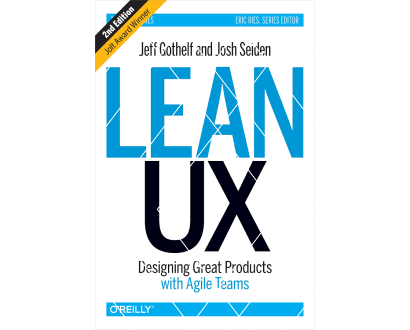 2nd Edition
Jolt Award Winner
ERIC RIES, SERIES EDITOR
Jeff Gothelf and Josh Seiden
LEAN
UX
Designing Great Products
with Agile Teams
O'REILLY®